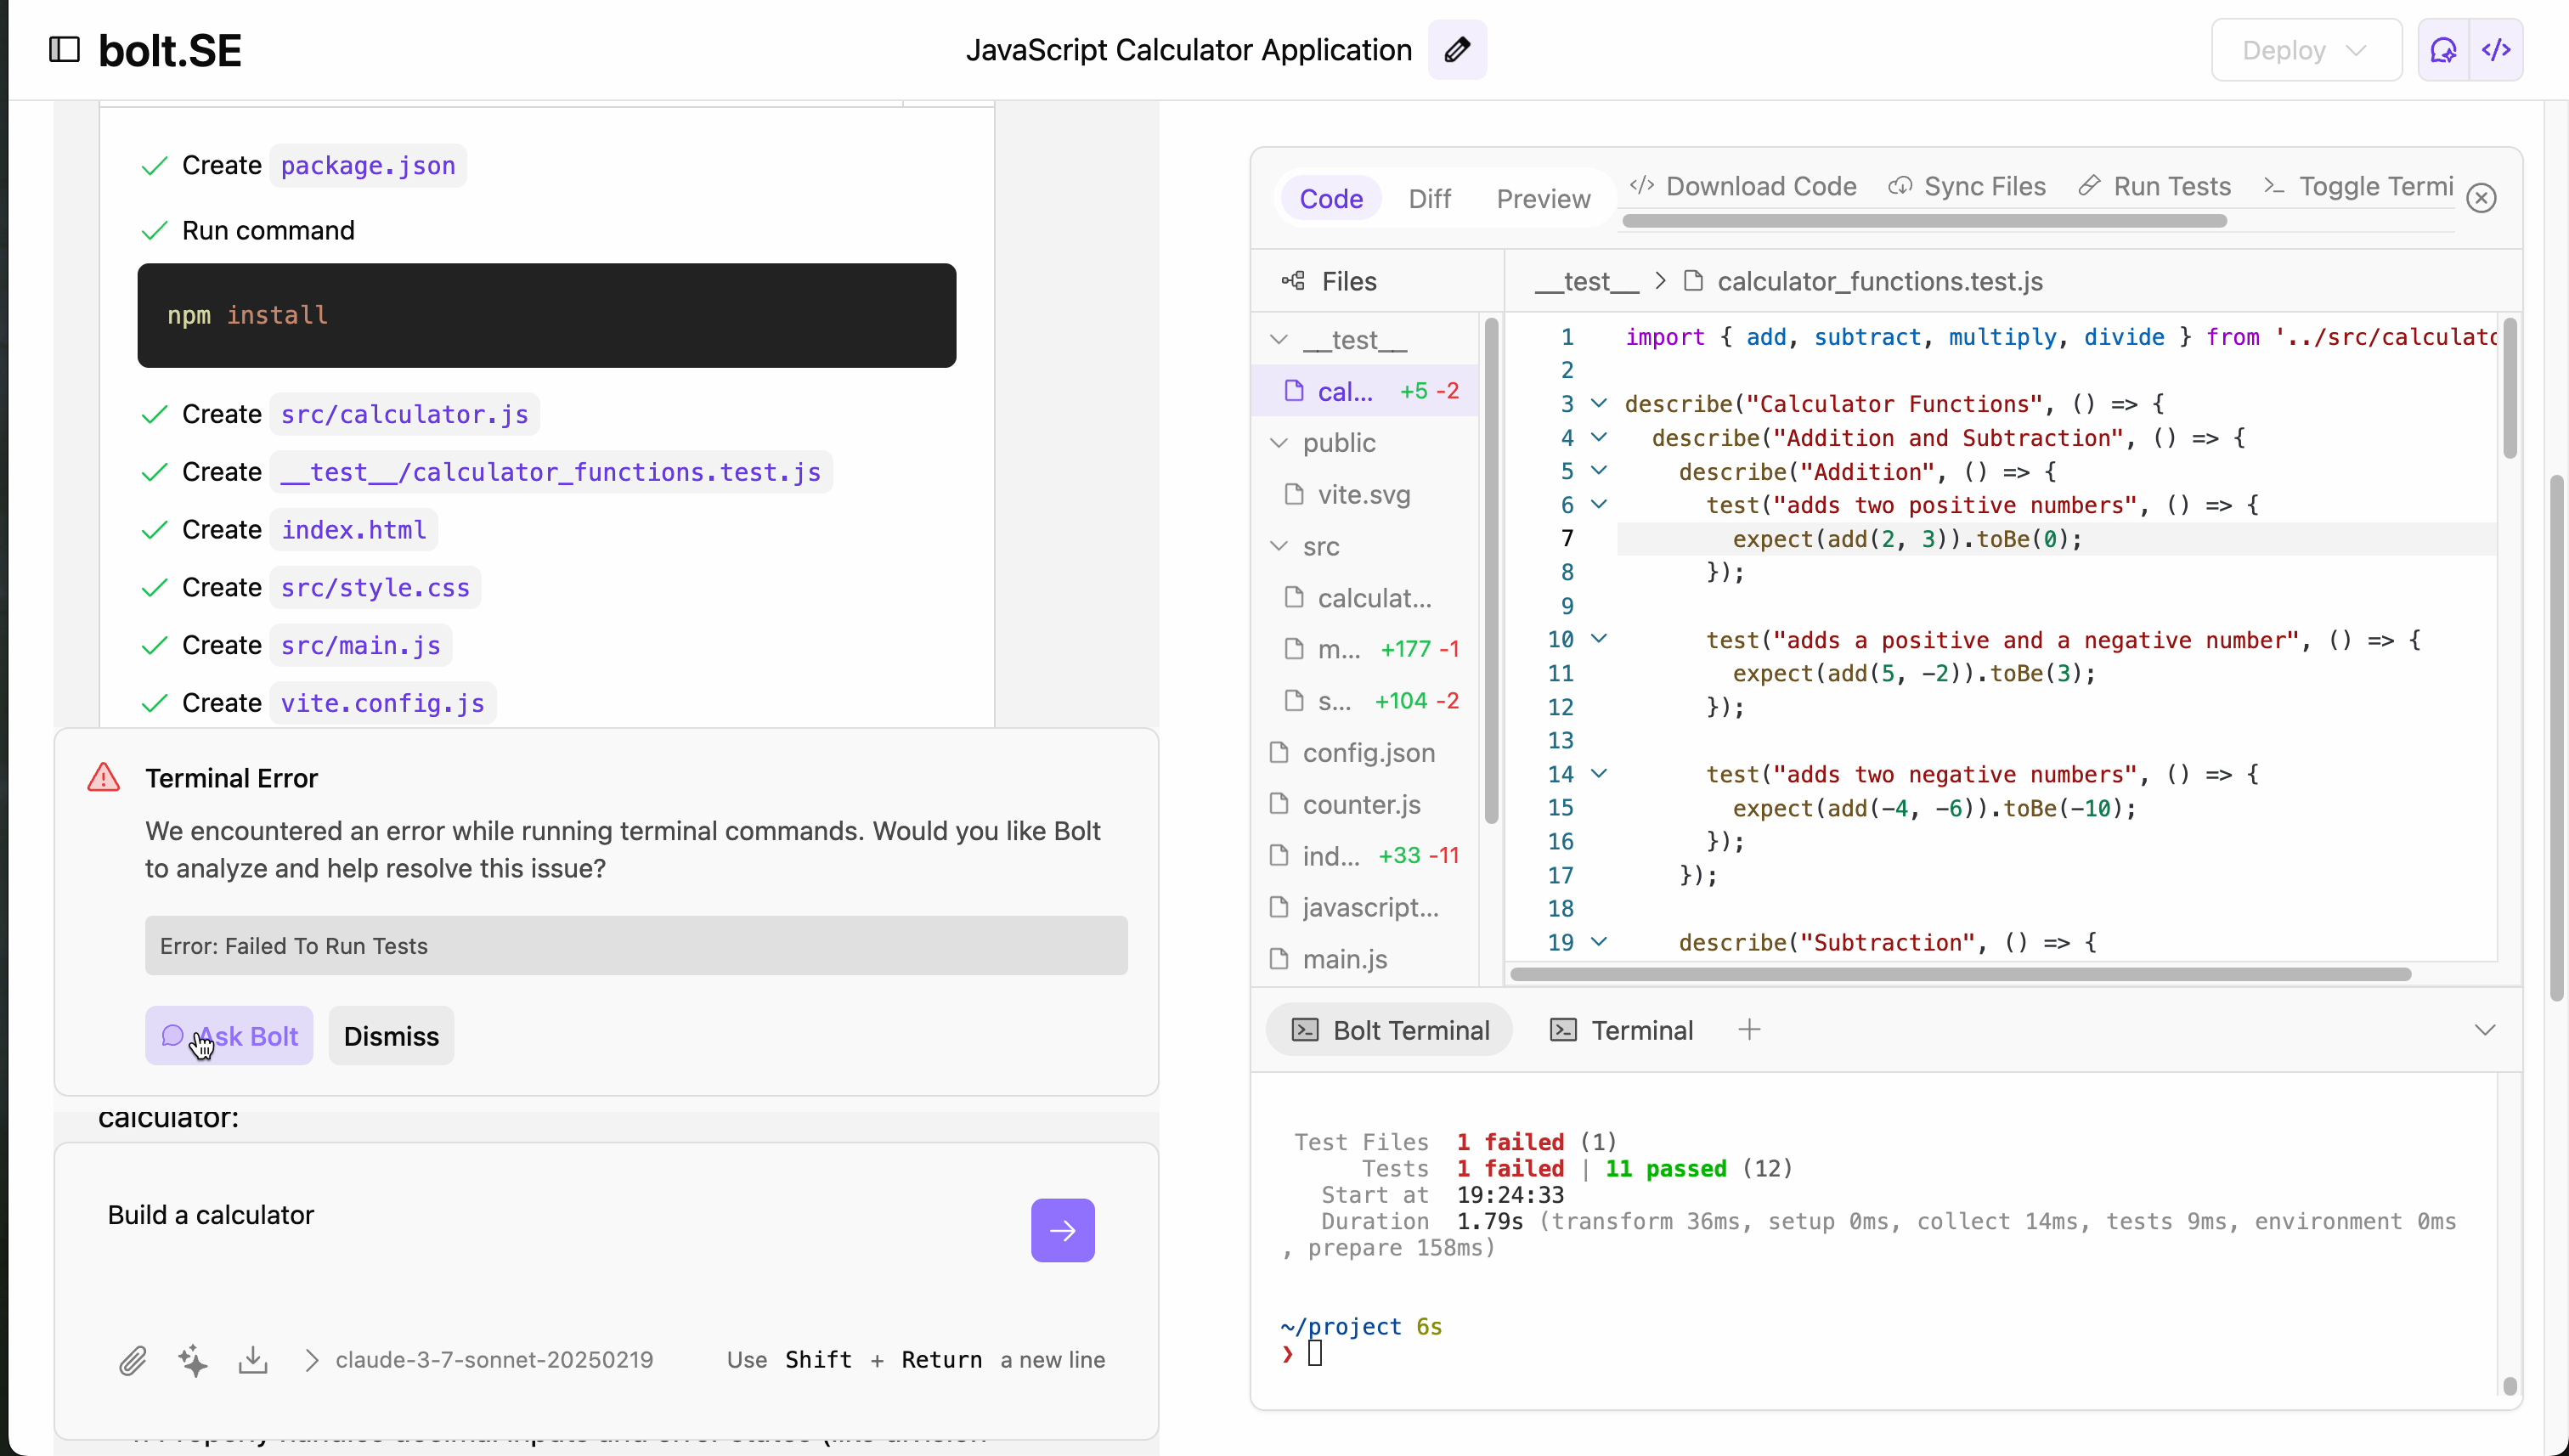 bolt.SE
JavaScript Calculator Application
Deploy
Create package.json
Run command
npm install
Create src/calculator.js
Create __test__/calculator_functions.test.js
Create index.html
Create src/style.css
Create src/main.js
Create vite.config.js
Terminal Error
We encountered an error while running terminal commands. Would you like Bolt
to analyze and help resolve this issue?
Error: Failed To Run Tests
Ask Bolt
Dismiss
calculator:
Build a calculator
claude-3-7-sonnet-20250219
Use Shift + Return a new line
Code
Diff
Preview
</> Download Code
Sync Files
Run Tests
Toggle Termi
Files
__test__
cal... +5 -2
public
vite.svg
src
calculat...
m... +177 -1
s... +104 -2
config.json
counter.js
ind... +33 -11
javascript...
main.js
__test__ > calculator_functions.test.js
1 import { add, subtract, multiply, divide } from '../src/calculato
2
3 describe("Calculator Functions", () => {
4 describe("Addition and Subtraction", () => {
5 describe("Addition", () => {
6 test("adds two positive numbers", () => {
7 expect(add(2, 3)).toBe(0);
8 });
9
10 test("adds a positive and a negative number", () => {
11 expect(add(5, -2)).toBe(3);
12 });
13
14 test("adds two negative numbers", () => {
15 expect(add(-4, -6)).toBe(-10);
16 });
17 });
18
19 describe("Subtraction", () => {
Bolt Terminal
Terminal
Test Files 1 failed (1)
Tests 1 failed | 11 passed (12)
Start at 19:24:33
Duration 1.79s (transform 36ms, setup 0ms, collect 14ms, tests 9ms, environment 0ms
, prepare 158ms)
~/project 6s
❯